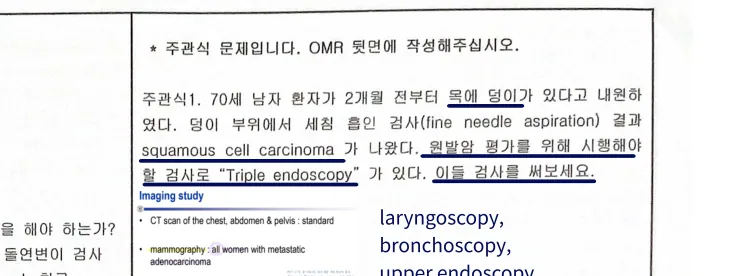 * 주관식 문제입니다. OMR 뒷면에 작성해주십시오.
주관식1. 70세 남자 환자가 2개월 전부터 목에 덩이가 있다고 내원하
였다. 덩이 부위에서 세침 흡인 검사(fine needle aspiration) 결과
squamous cell carcinoma 가 나왔다. 원발암 평가를 위해 시행해야
할 검사로 “Triple endoscopy” 가 있다. 이들 검사를 써보세요.
Imaging study
• CT scan of the chest, abdomen & pelvis : standard
• mammography : all women with metastatic
adenocarcinoma
laryngoscopy,
bronchoscopy,
upper endoscopy
을 해야 하는가?
돌연변이 검사